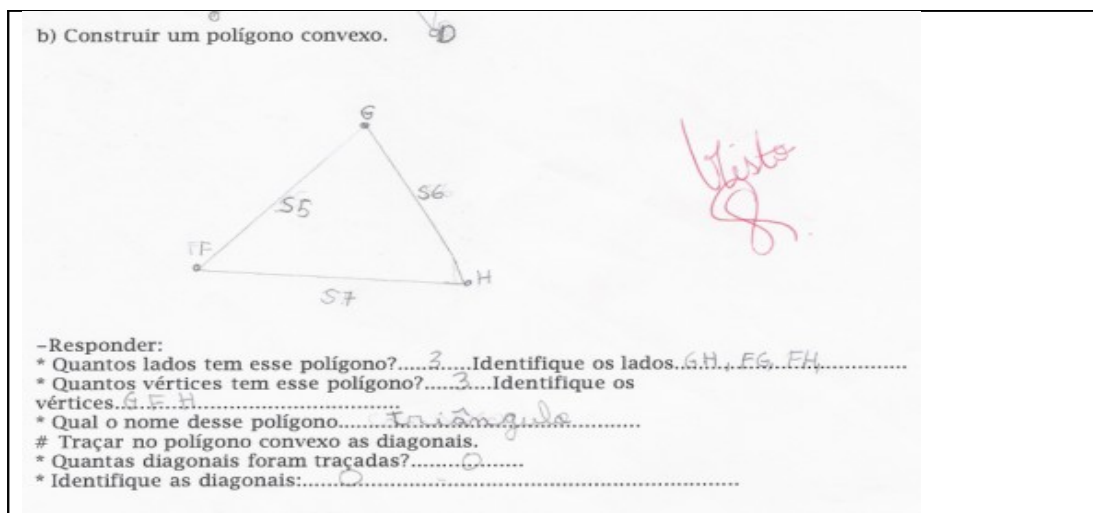 D
b) Construir um polígono convexo.
G
S5
S6
F
H
S7
Visto
-Responder:
* Quantos lados tem esse polígono?.....3.....Identifique os lados.GH, FG, FH,................
* Quantos vértices tem esse polígono?.....3....Identifique os
vértices.G F H......................................
* Qual o nome desse polígono........triângulo............
# Traçar no polígono convexo as diagonais.
* Quantas diagonais foram traçadas?.........0.......
* Identifique as diagonais:......0..............................................................